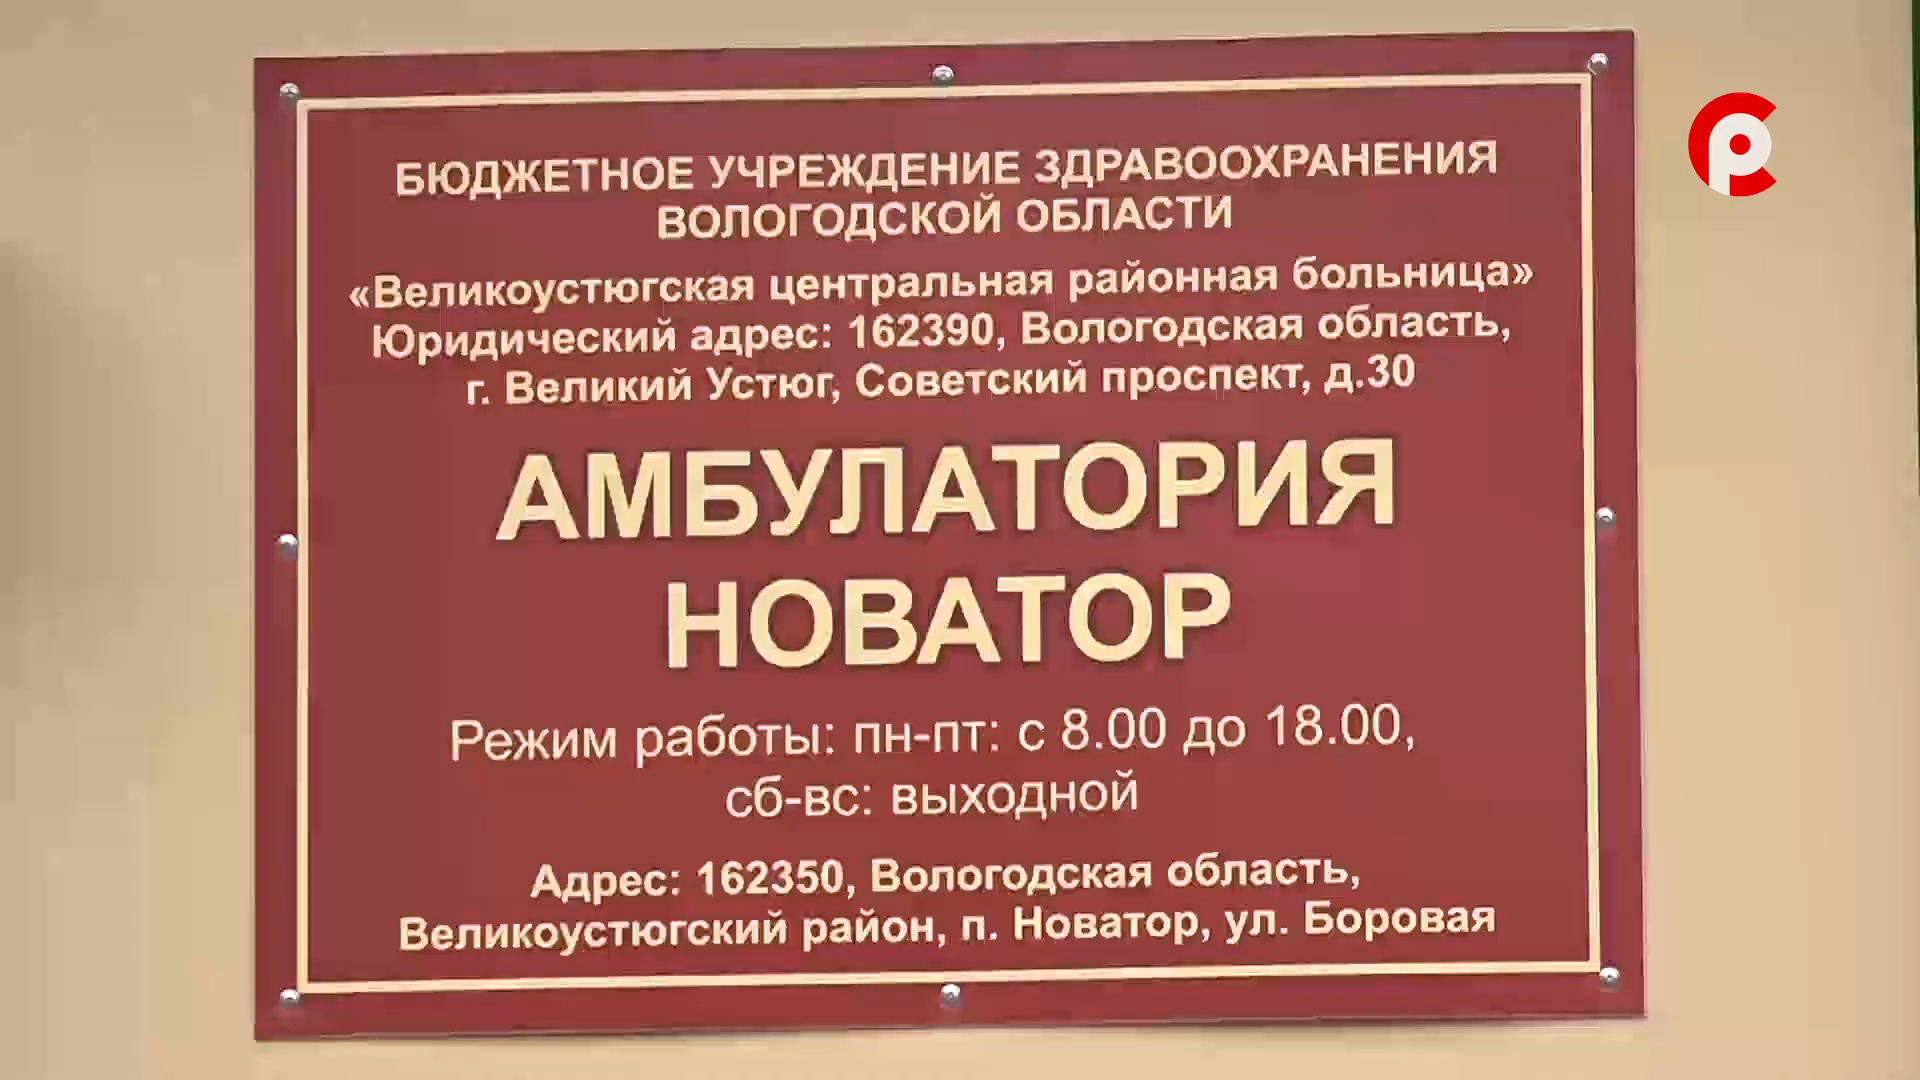 БЮДЖЕТНОЕ УЧРЕЖДЕНИЕ ЗДРАВООХРАНЕНИЯ
ВОЛОГОДСКОЙ ОБЛАСТИ
«Великоустюгская центральная районная больница»
Юридический адрес: 162390, Вологодская область,
г. Великий Устюг, Советский проспект, д.30
АМБУЛАТОРИЯ
НОВАТОР
Режим работы: пн-пт: с 8.00 до 18.00,
сб-вс: выходной
Адрес: 162350, Вологодская область,
Великоустюгский район, п. Новатор, ул. Боровая